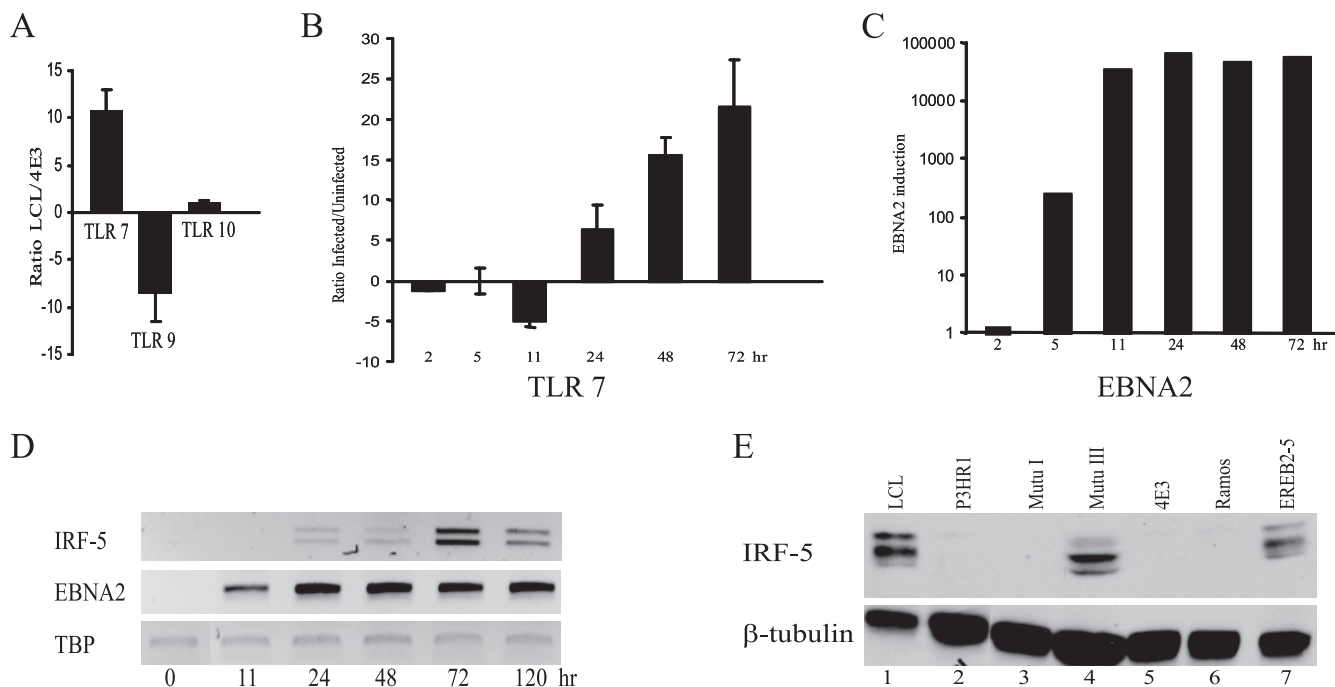 A
Ratio LCL/4E3
15
10
5
0
-5
-10
-15
TLR 7
TLR 9
TLR 10
B
Ratio Infected/Uninfected
30
25
20
15
10
5
0
-5
-10
2 5 11 24 48 72 hr
TLR 7
C
EBNA2 induction
100000
10000
1000
100
10
1
2 5 11 24 48 72 hr
EBNA2
D
IRF-5
EBNA2
TBP
0 11 24 48 72 120 hr
E
LCL P3HR1 Mutu I Mutu III 4E3 Ramos EREB2-5
IRF-5
β-tubulin
1 2 3 4 5 6 7